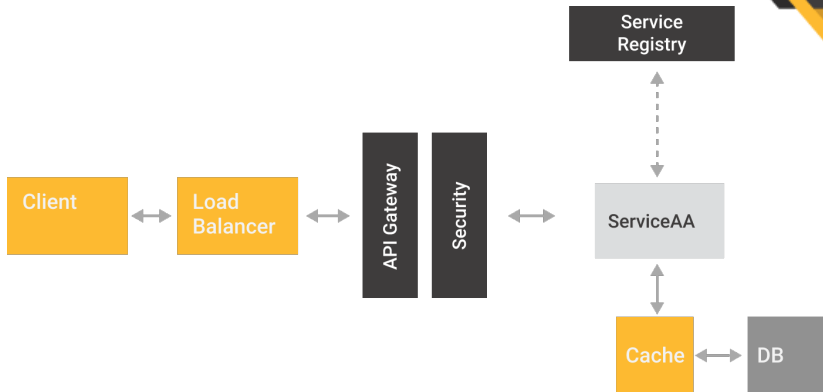 Service
Registry
Client
Load
Balancer
API Gateway
Security
ServiceAA
Cache
DB